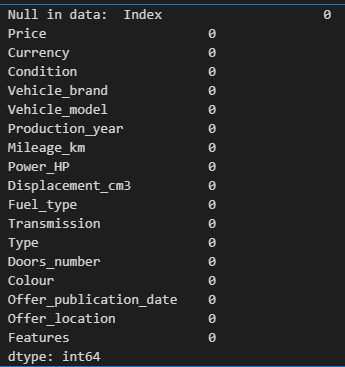 Null in data:  Index                    0
Price                    0
Currency                 0
Condition                0
Vehicle_brand            0
Vehicle_model            0
Production_year          0
Mileage_km               0
Power_HP                 0
Displacement_cm3         0
Fuel_type                0
Transmission             0
Type                     0
Doors_number             0
Colour                   0
Offer_publication_date   0
Offer_location           0
Features                 0
dtype: int64